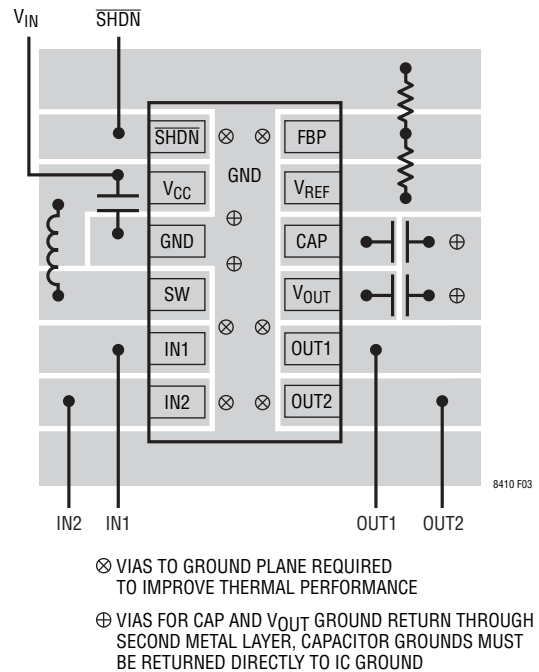 VIN SHDN
SHDN FBP
GND
VCC VREF
GND CAP
SW VOUT
IN1 OUT1
IN2 OUT2
8410 F03
IN2 IN1 OUT1 OUT2
⊗ VIAS TO GROUND PLANE REQUIRED
TO IMPROVE THERMAL PERFORMANCE
⊕ VIAS FOR CAP AND VOUT GROUND RETURN THROUGH
SECOND METAL LAYER, CAPACITOR GROUNDS MUST
BE RETURNED DIRECTLY TO IC GROUND